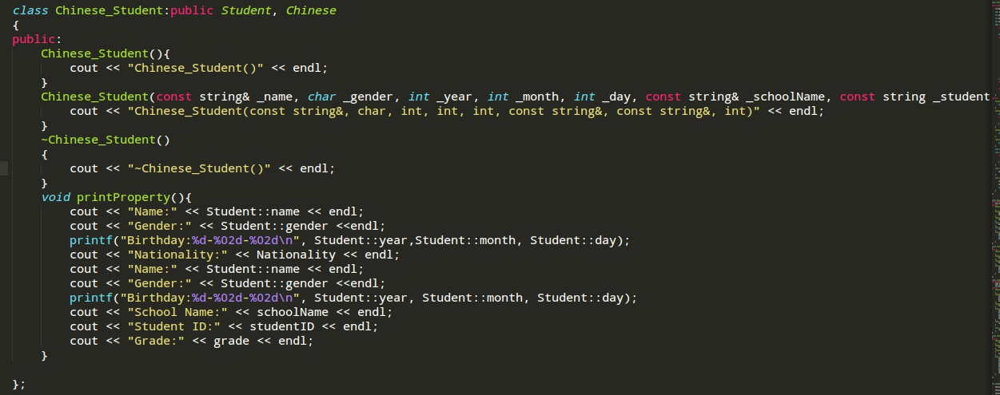 class Chinese_Student:public Student, Chinese
{
public:
    Chinese_Student(){
        cout << "Chinese_Student()" << endl;
    }
    Chinese_Student(const string& _name, char _gender, int _year, int _month, int _day, const string& _schoolName, const string _student
        cout << "Chinese_Student(const string&, char, int, int, int, const string&, const string&, int)" << endl;
    }
    ~Chinese_Student()
    {
        cout << "~Chinese_Student()" << endl;
    }
    void printProperty(){
        cout << "Name:" << Student::name << endl;
        cout << "Gender:" << Student::gender <<endl;
        printf("Birthday:%d-%02d-%02d\n", Student::year,Student::month, Student::day);
        cout << "Nationality:" << Nationality << endl;
        cout << "Name:" << Student::name << endl;
        cout << "Gender:" << Student::gender <<endl;
        printf("Birthday:%d-%02d-%02d\n", Student::year, Student::month, Student::day);
        cout << "School Name:" << schoolName << endl;
        cout << "Student ID:" << studentID << endl;
        cout << "Grade:" << grade << endl;
    }
};